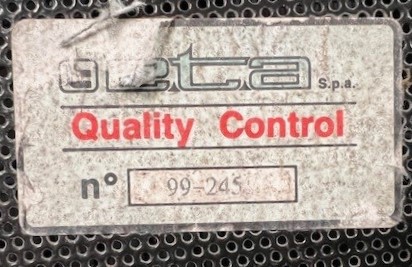 S.p.a.
Quality Control
n° 99-245